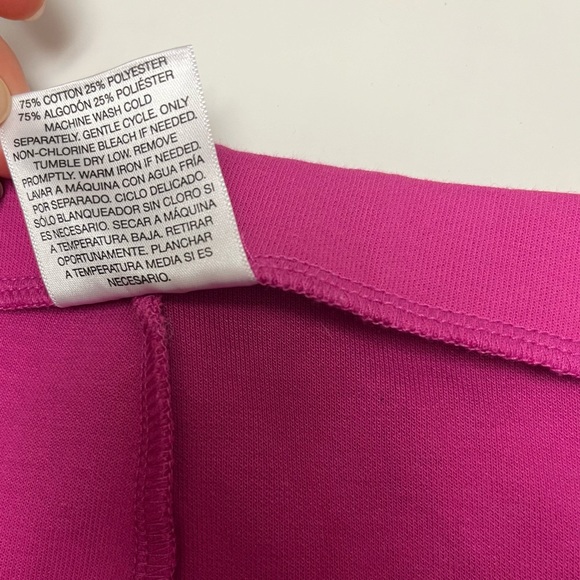 75% COTTON 25% POLYESTER
75% ALGODÓN 25% POLIÉSTER
MACHINE WASH COLD
SEPARATELY. GENTLE CYCLE. ONLY
NON-CHLORINE BLEACH IF NEEDED.
TUMBLE DRY LOW. REMOVE
PROMPTLY. WARM IRON IF NEEDED.
LAVAR A MÁQUINA CON AGUA FRÍA
POR SEPARADO. CICLO DELICADO.
SÓLO BLANQUEADOR SIN CLORO SI
ES NECESARIO. SECAR A MÁQUINA
A TEMPERATURA BAJA. RETIRAR
OPORTUNAMENTE. PLANCHAR
A TEMPERATURA MEDIA SI ES
NECESARIO.